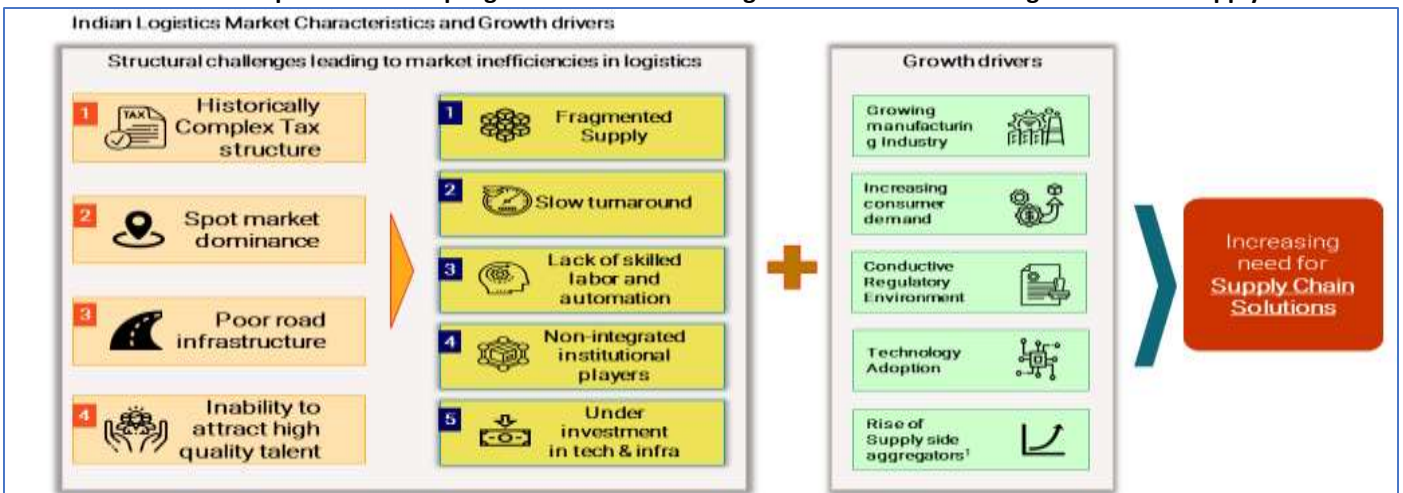 Indian Logistics Market Characteristics and Growth drivers
Structural challenges leading to market inefficiencies in logistics
1
TAX
Historically
Complex Tax
structure
2
Spot market
dominance
3
Poor road
infrastructure
4
Inability to
attract high
quality talent
1
Fragmented
Supply
2
Slow turnaround
3
Lack of skilled
labor and
automation
4
Non-integrated
institutional
players
5
Under
investment
in tech & infra
Growth drivers
Growing
manufacturin
g Industry
Increasing
consumer
demand
Conductive
Regulatory
Environment
Technology
Adoption
Rise of
Supply side
aggregators¹
Increasing
need for
Supply Chain
Solutions